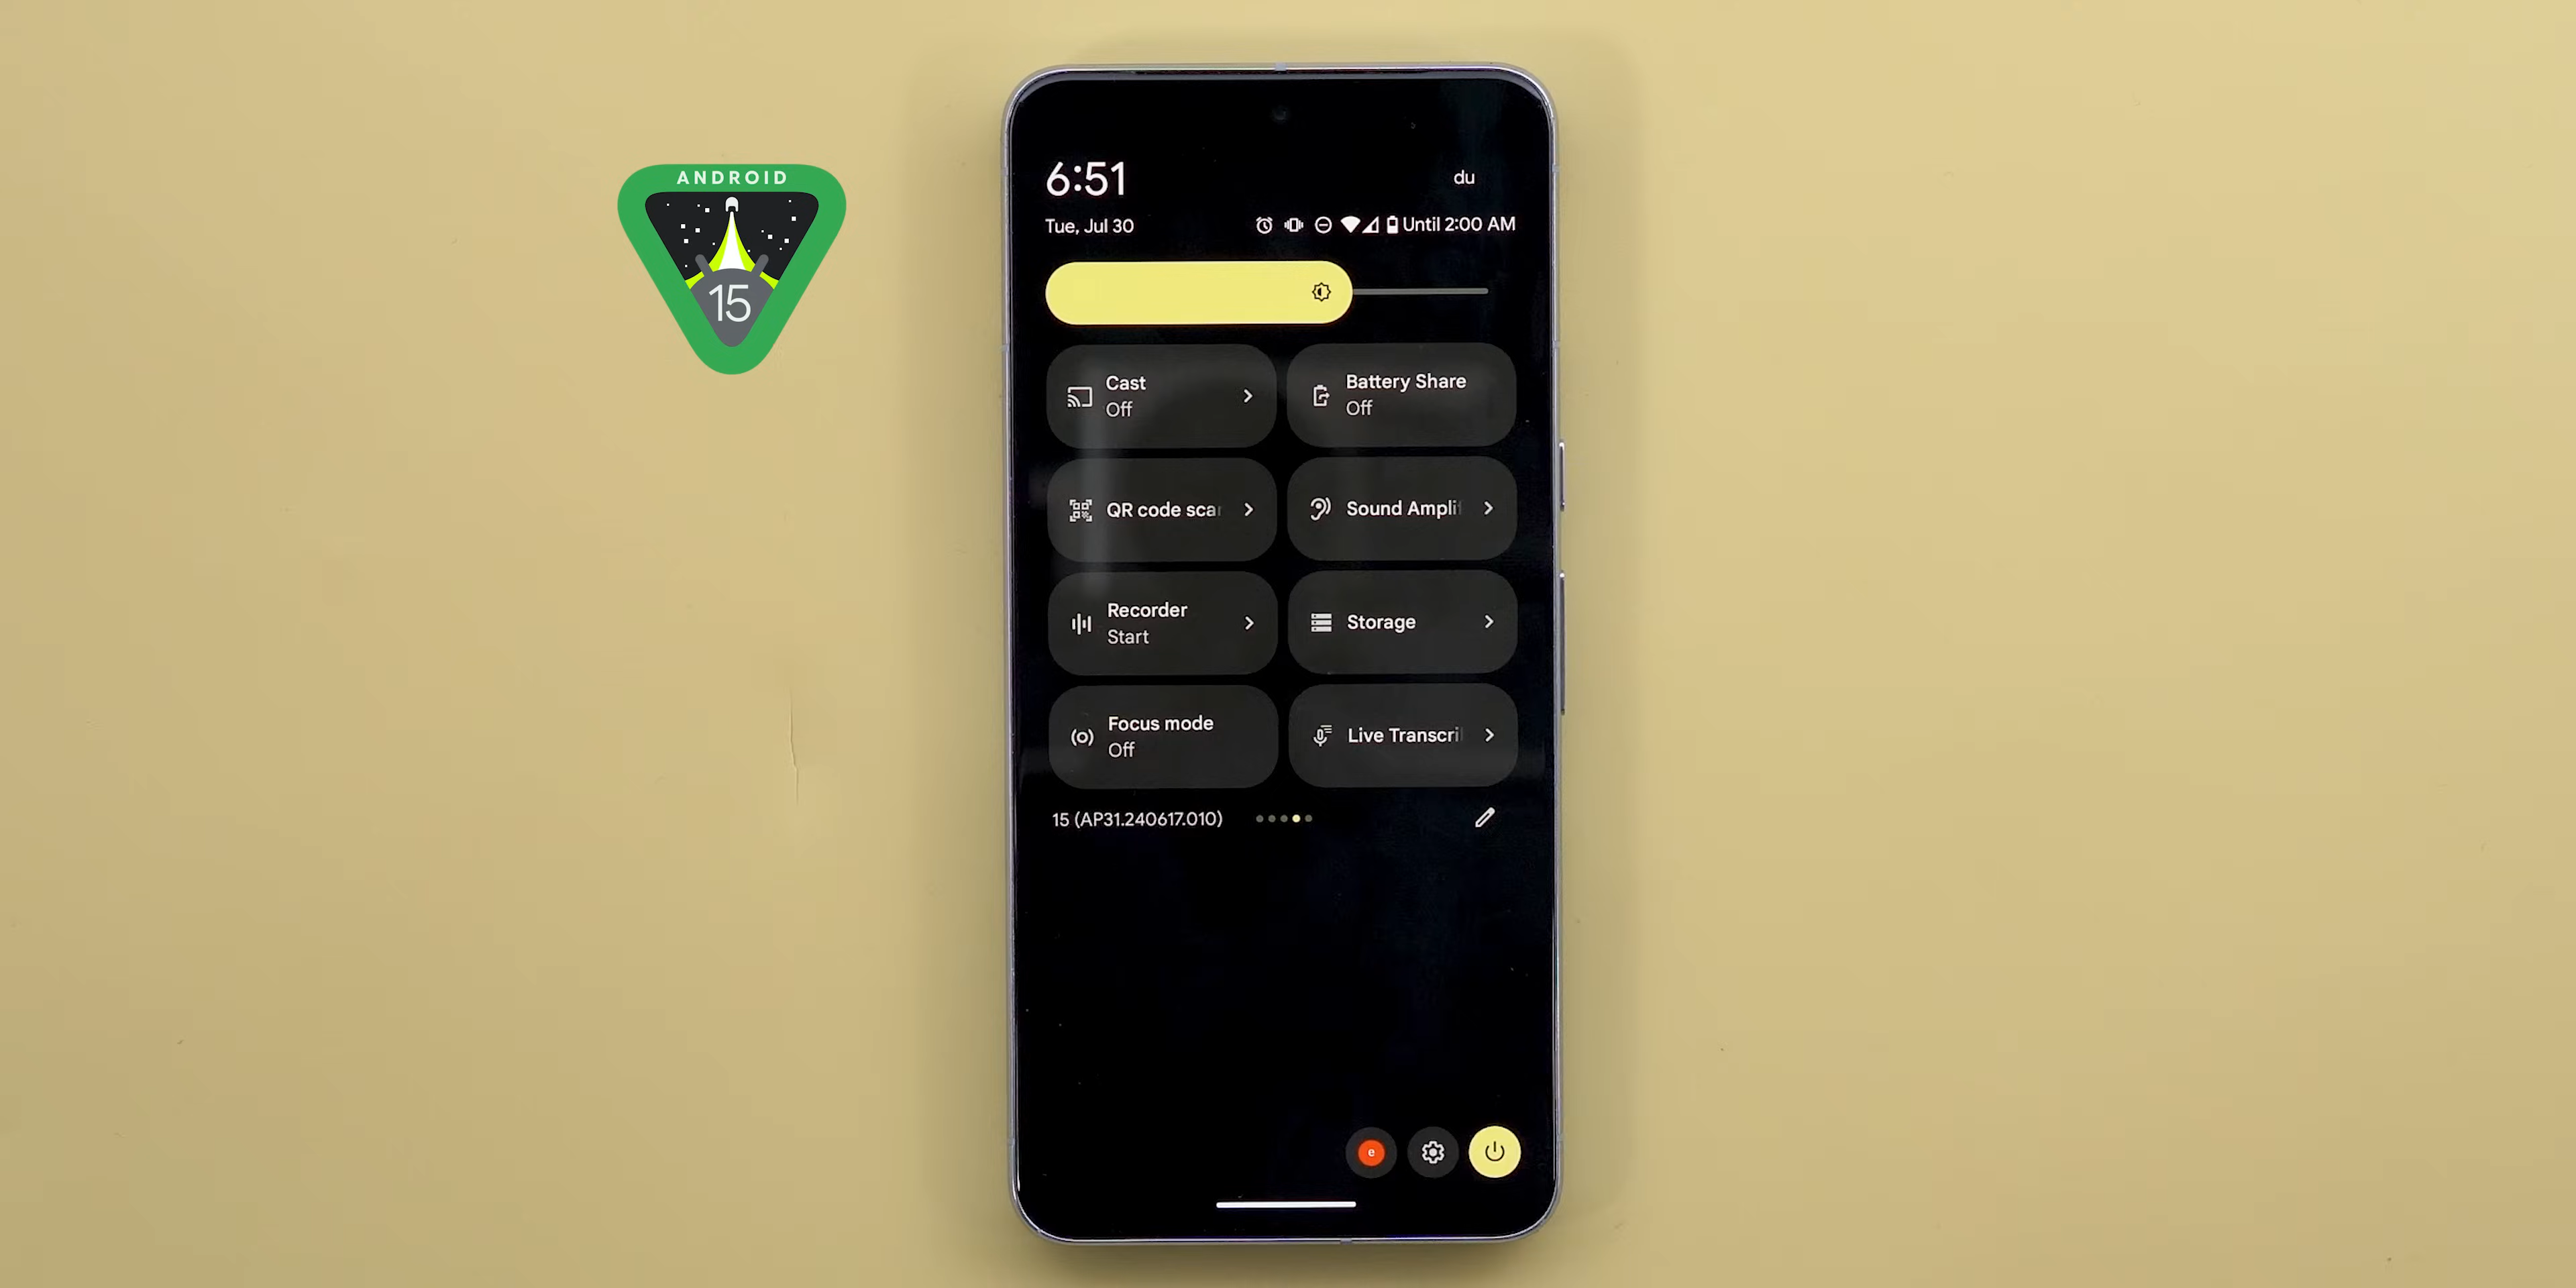 ANDROID
15
6:51
du
Tue, Jul 30
Until 2:00 AM
Cast
Off
Battery Share
Off
QR code scan
Sound Amplif
Recorder
Start
Storage
Focus mode
Off
Live Transcri
15 (AP31.240617.010)
e